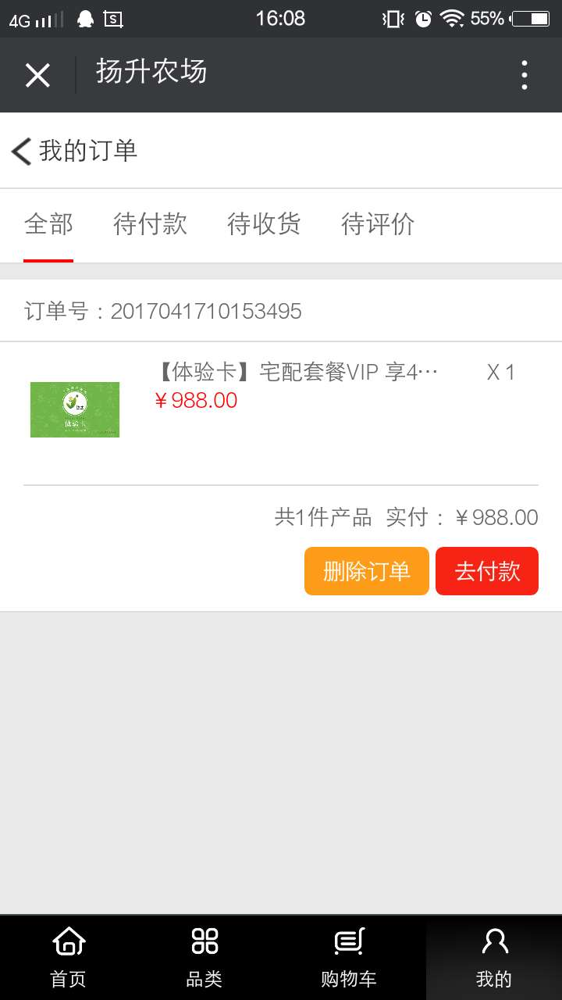 4G 16:08 55%
扬升农场
我的订单
全部 待付款 待收货 待评价
订单号：2017041710153495
【体验卡】宅配套餐VIP 享4… X 1
￥988.00
体验卡
共1件产品 实付：￥988.00
删除订单 去付款
首页 品类 购物车 我的